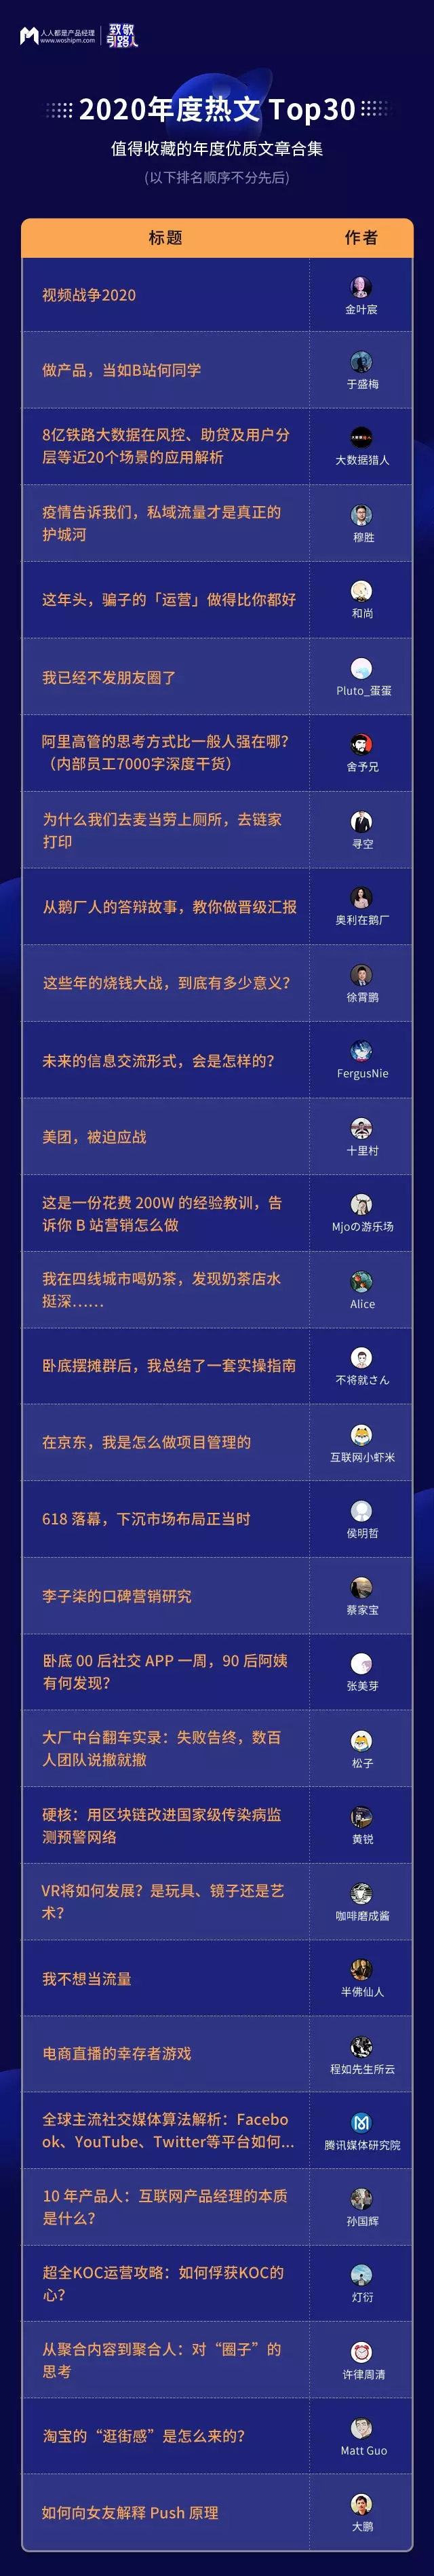 人人都是产品经理
www.woshipm.com
致敬
引路人
2020年度热文 Top30
值得收藏的年度优质文章合集
(以下排名顺序不分先后)
标题 作者
视频战争2020
金叶宸
做产品，当如B站何同学
于盛梅
8亿铁路大数据在风控、助贷及用户分
层等近20个场景的应用解析
大数据猎人
疫情告诉我们，私域流量才是真正的
护城河
穆胜
这年头，骗子的「运营」做得比你都好
和尚
我已经不发朋友圈了
Pluto_蛋蛋
阿里高管的思考方式比一般人强在哪？
（内部员工7000字深度干货）
舍予兄
为什么我们去麦当劳上厕所，去链家
打印
寻空
从鹅厂人的答辩故事，教你做晋级汇报
奥利在鹅厂
这些年的烧钱大战，到底有多少意义？
徐霄鹏
未来的信息交流形式，会是怎样的？
FergusNie
美团，被迫应战
十里村
这是一份花费 200W 的经验教训，告
诉你 B 站营销怎么做
Mjoの游乐场
我在四线城市喝奶茶，发现奶茶店水
挺深……
Alice
卧底摆摊群后，我总结了一套实操指南
不将就さん
在京东，我是怎么做项目管理的
互联网小虾米
618 落幕，下沉市场布局正当时
侯明哲
李子柒的口碑营销研究
蔡家宝
卧底 00 后社交 APP 一周，90 后阿姨
有何发现？
张美芽
大厂中台翻车实录：失败告终，数百
人团队说撤就撤
松子
硬核：用区块链改进国家级传染病监
测预警网络
黄锐
VR将如何发展？是玩具、镜子还是艺
术？
咖啡磨成酱
我不想当流量
半佛仙人
电商直播的幸存者游戏
程如先生所云
全球主流社交媒体算法解析：Facebo
ok、YouTube、Twitter等平台如何...
腾讯媒体研究院
10 年产品人：互联网产品经理的本质
是什么？
孙国辉
超全KOC运营攻略：如何俘获KOC的
心？
灯衍
从聚合内容到聚合人：对“圈子”的
思考
许律周清
淘宝的“逛街感”是怎么来的？
Matt Guo
如何向女友解释 Push 原理
大鹏